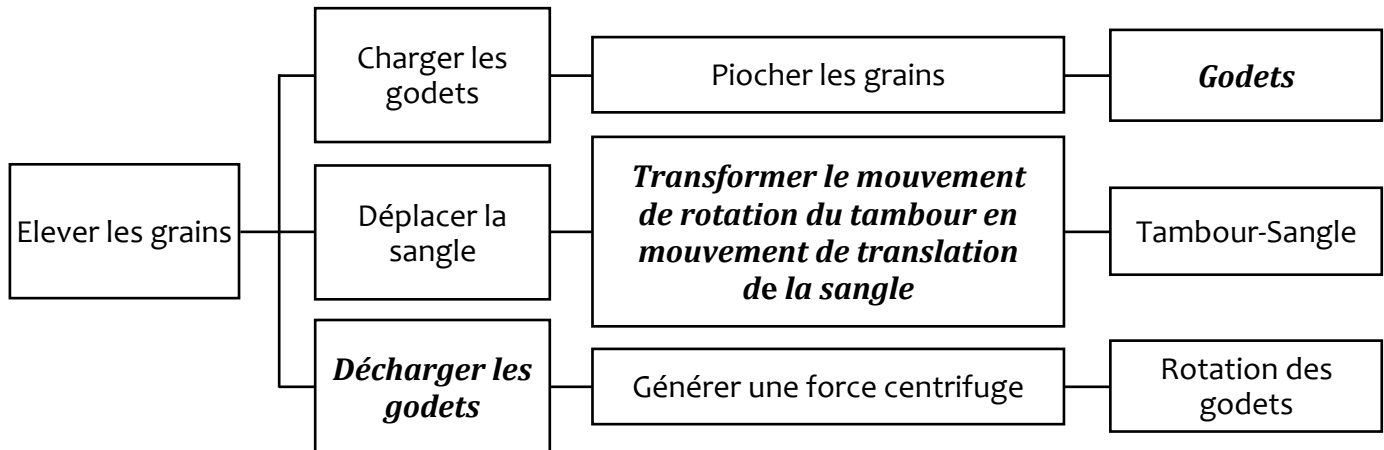 Charger les
godets
Piocher les grains
Godets
Elever les grains
Déplacer la
sangle
Transformer le mouvement
de rotation du tambour en
mouvement de translation
de la sangle
Tambour-Sangle
Décharger les
godets
Générer une force centrifuge
Rotation des
godets